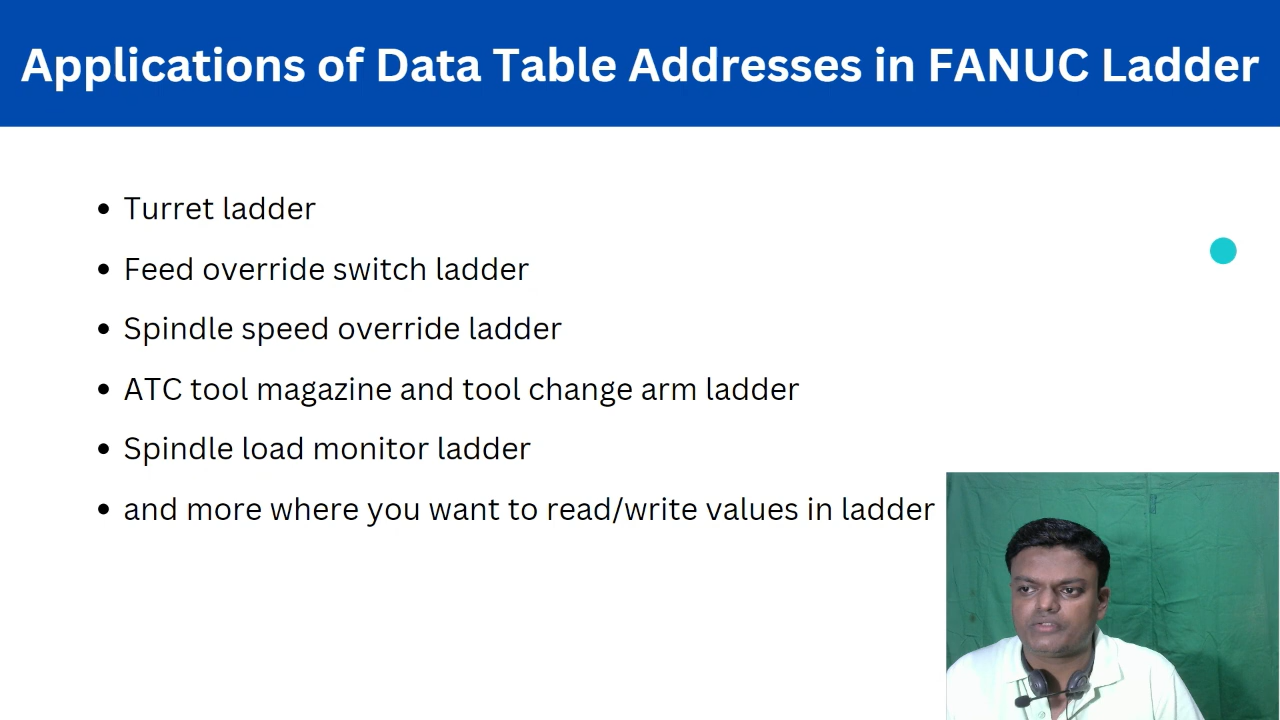 Applications of Data Table Addresses in FANUC Ladder
Turret ladder
Feed override switch ladder
Spindle speed override ladder
ATC tool magazine and tool change arm ladder
Spindle load monitor ladder
and more where you want to read/write values in ladder